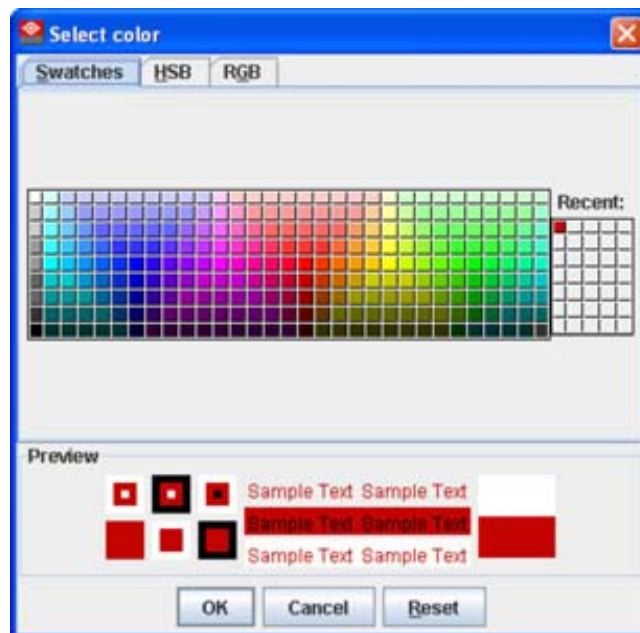 Select color
Swatches HSB RGB
Recent:
Preview
Sample Text Sample Text
Sample Text Sample Text
Sample Text Sample Text
OK Cancel Reset